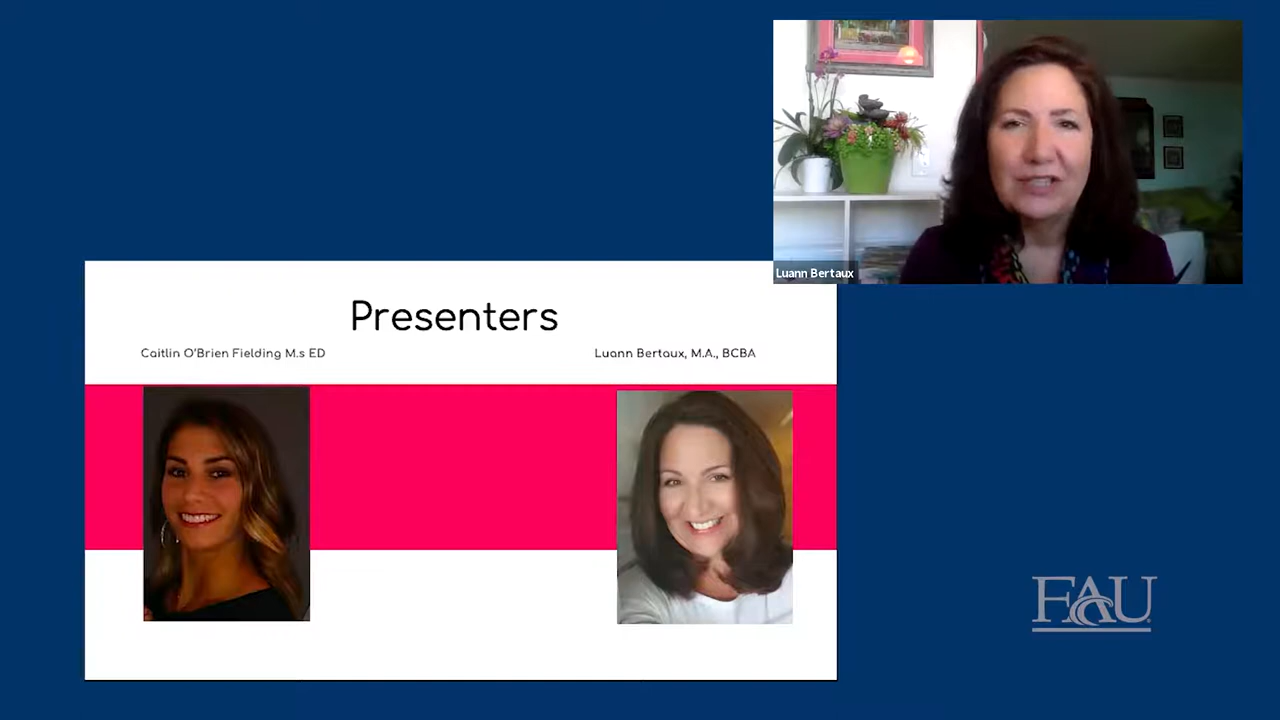 Luann Bertaux
Presenters
Caitlin O'Brien Fielding M.s ED
Luann Bertaux, M.A., BCBA
FAU